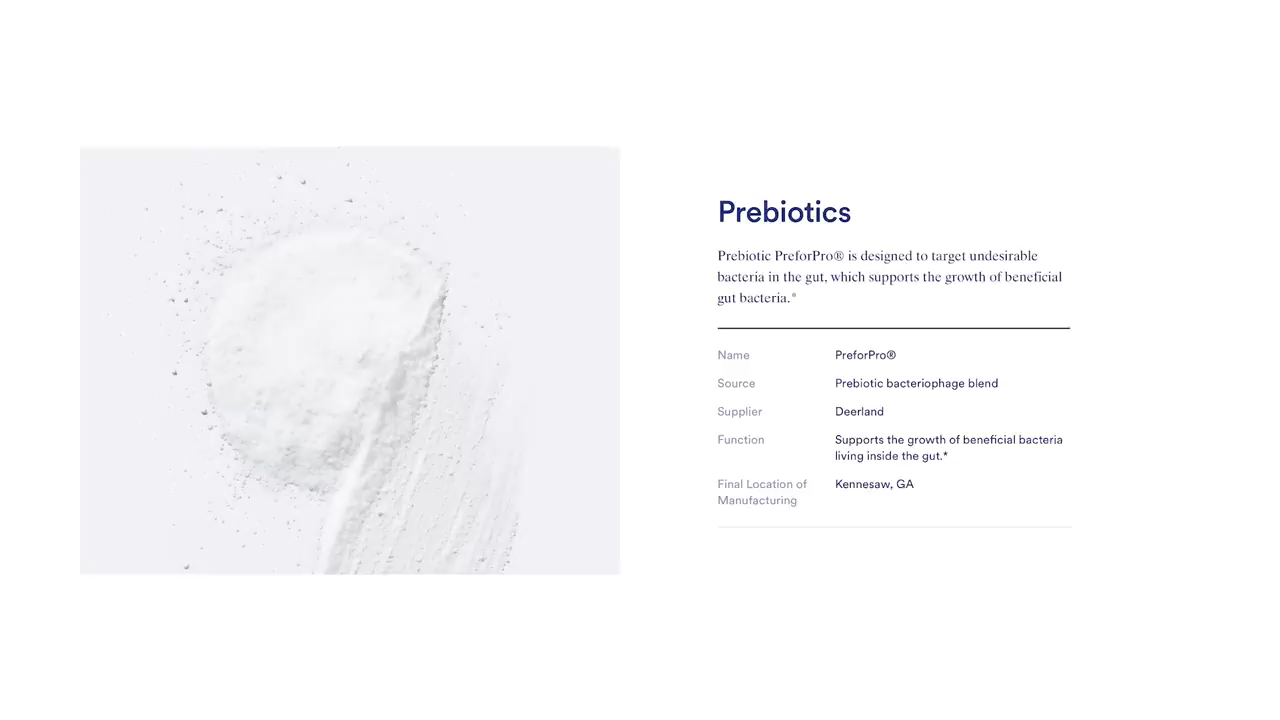 Prebiotics
Prebiotic PreforPro® is designed to target undesirable
bacteria in the gut, which supports the growth of beneficial
gut bacteria.*
Name PreforPro®
Source Prebiotic bacteriophage blend
Supplier Deerland
Function Supports the growth of beneficial bacteria
living inside the gut.*
Final Location of Kennesaw, GA
Manufacturing